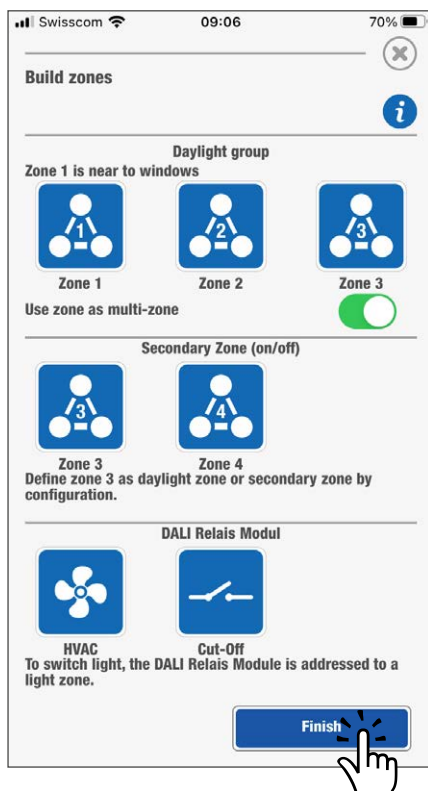 Swisscom 09:06 70%
Build zones
i
Daylight group
Zone 1 is near to windows
1 2 3
Zone 1 Zone 2 Zone 3
Use zone as multi-zone
Secondary Zone (on/off)
3 4
Zone 3 Zone 4
Define zone 3 as daylight zone or secondary zone by
configuration.
DALI Relais Modul
HVAC Cut-Off
To switch light, the DALI Relais Module is addressed to a
light zone.
Finish